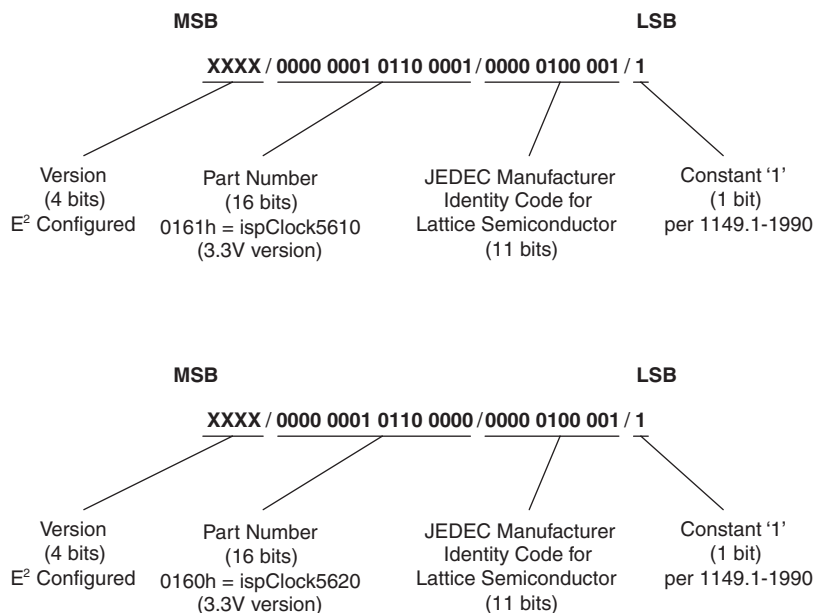 MSB LSB
XXXX / 0000 0001 0110 0001 / 0000 0100 001 / 1
Version
(4 bits)
E² Configured
Part Number
(16 bits)
0161h = ispClock5610
(3.3V version)
JEDEC Manufacturer
Identity Code for
Lattice Semiconductor
(11 bits)
Constant ‘1’
(1 bit)
per 1149.1-1990
MSB LSB
XXXX / 0000 0001 0110 0000 / 0000 0100 001 / 1
Version
(4 bits)
E² Configured
Part Number
(16 bits)
0160h = ispClock5620
(3.3V version)
JEDEC Manufacturer
Identity Code for
Lattice Semiconductor
(11 bits)
Constant ‘1’
(1 bit)
per 1149.1-1990